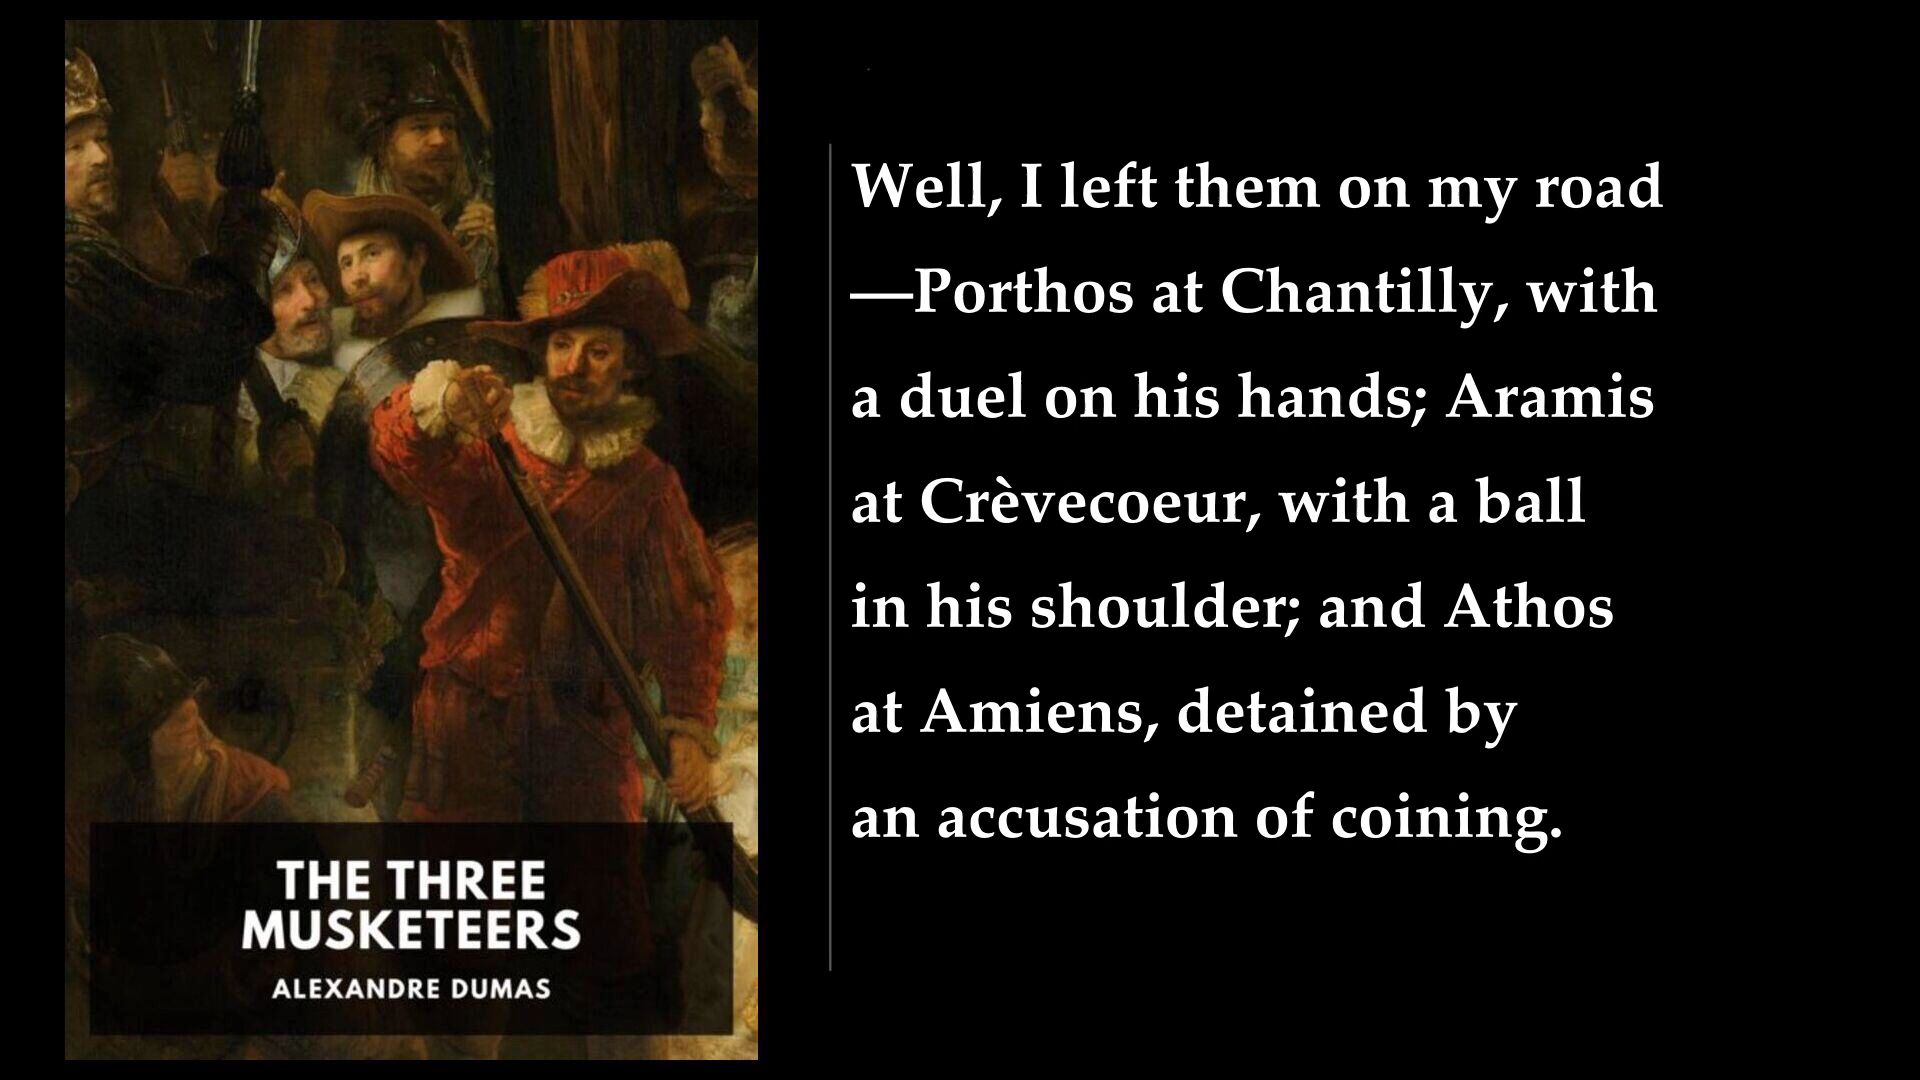 THE THREE
MUSKETEERS
ALEXANDRE DUMAS
Well, I left them on my road
—Porthos at Chantilly, with
a duel on his hands; Aramis
at Crèvecoeur, with a ball
in his shoulder; and Athos
at Amiens, detained by
an accusation of coining.